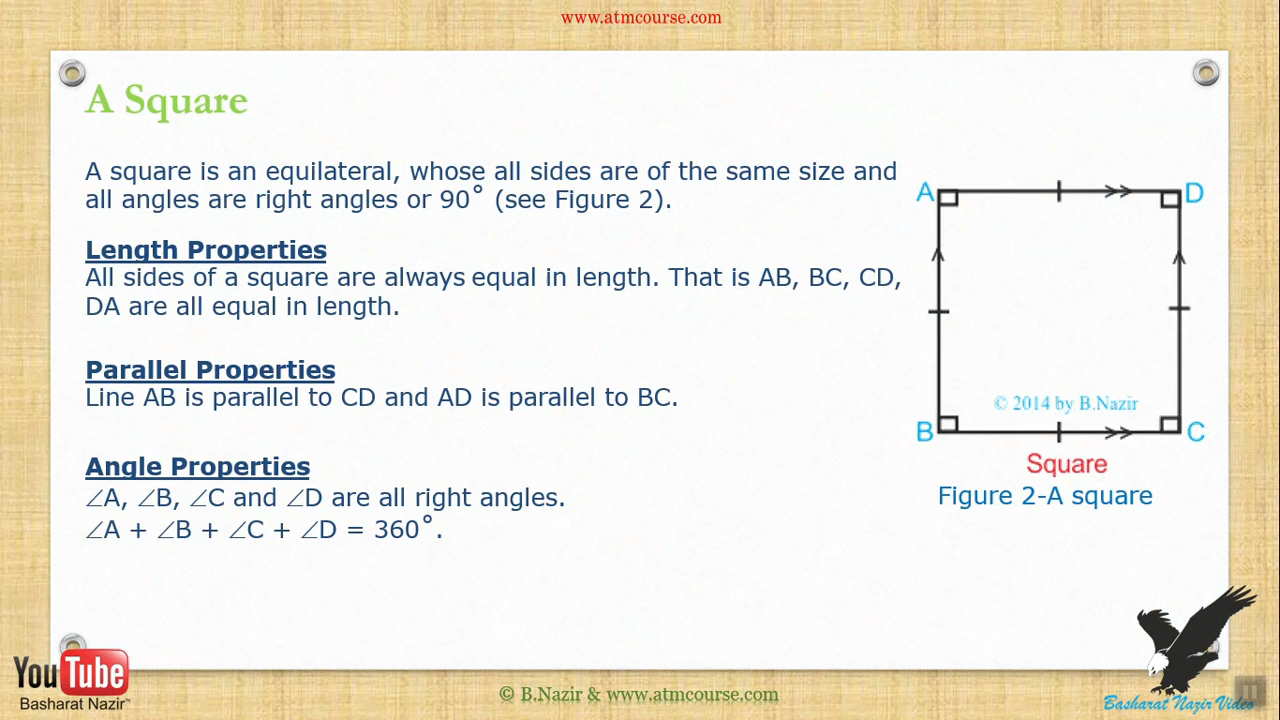 www.atmcourse.com
A Square
A square is an equilateral, whose all sides are of the same size and
all angles are right angles or 90˚ (see Figure 2).
Length Properties
All sides of a square are always equal in length. That is AB, BC, CD,
DA are all equal in length.
Parallel Properties
Line AB is parallel to CD and AD is parallel to BC.
Angle Properties
∠A, ∠B, ∠C and ∠D are all right angles.
∠A + ∠B + ∠C + ∠D = 360˚.
A
D
© 2014 by B.Nazir
B
C
Square
Figure 2-A square
YouTube
Basharat Nazir™
© B.Nazir & www.atmcourse.com
Basharat Nazir Video